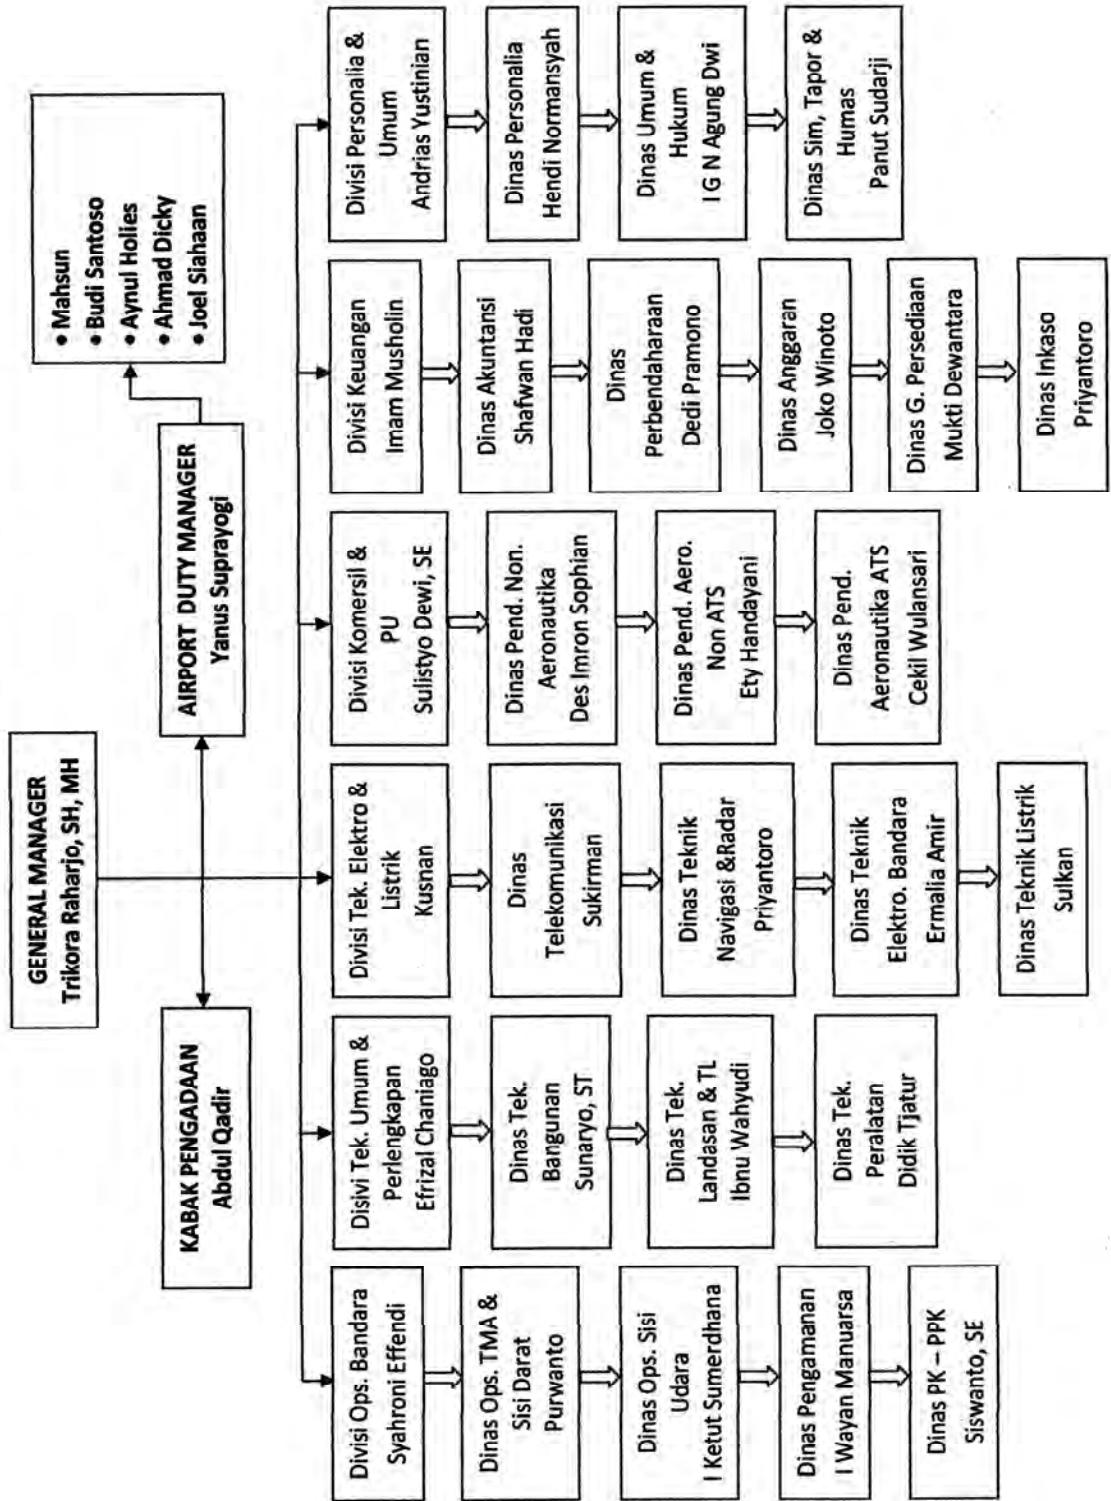 GENERAL MANAGER
Trikora Raharjo, SH, MH
KABAK PENGADAAN
Abdul Qadir
AIRPORT DUTY MANAGER
Yanus Suprayogi
• Mahsun
• Budi Santoso
• Aynul Holies
• Ahmad Dicky
• Joel Siahaan
Divisi Ops. Bandara
Syahroni Effendi
Dinas Ops. TMA &
Sisi Darat
Purwanto
Dinas Ops. Sisi
Udara
I Ketut Sumerdhana
Dinas Pengamanan
I Wayan Manuarsa
Dinas PK – PPK
Siswanto, SE
Disivi Tek. Umum &
Perlengkapan
Efrizal Chaniago
Dinas Tek.
Bangunan
Sunaryo, ST
Dinas Tek.
Landasan & TL
Ibnu Wahyudi
Dinas Tek.
Peralatan
Didik Tjatur
Divisi Tek. Elektro &
Listrik
Kusnan
Dinas
Telekomunikasi
Sukirman
Dinas Teknik
Navigasi &Radar
Priyantoro
Dinas Teknik
Elektro. Bandara
Ermalia Amir
Dinas Teknik Listrik
Sulkan
Divisi Komersil &
PU
Sulistyo Dewi, SE
Dinas Pend. Non.
Aeronautika
Des Imron Sophian
Dinas Pend. Aero.
Non ATS
Ety Handayani
Dinas Pend.
Aeronautika ATS
Cekil Wulansari
Divisi Keuangan
Imam Musholin
Dinas Akuntansi
Shafwan Hadi
Dinas
Perbendaharaan
Dedi Pramono
Dinas Anggaran
Joko Winoto
Dinas G. Persediaan
Mukti Dewantara
Dinas Inkaso
Priyantoro
Divisi Personalia &
Umum
Andrias Yustinian
Dinas Personalia
Hendi Normansyah
Dinas Umum &
Hukum
I G N Agung Dwi
Dinas Sim, Tapor &
Humas
Panut Sudarji